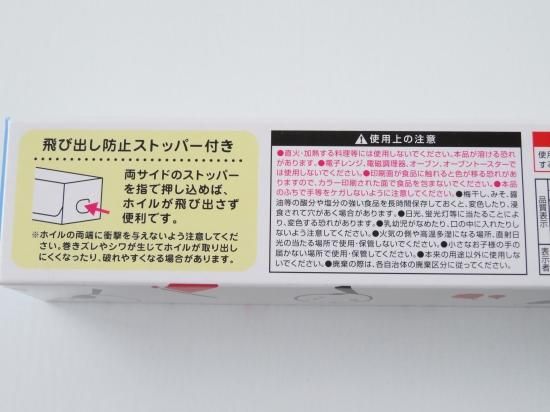 飛び出し防止ストッパー付き
両サイドのストッパー
を指で押し込めば、
ホイルが飛び出さず
便利です。
※ホイルの両端に衝撃を与えないよう注意してください。
巻きズレやシワが生じてホイルが取り出し
にくくなったり、破れやすくなる場合があります。
使用上の注意
●直火・加熱する料理等には使用しないでください。本品が溶ける恐れ
があります。●電子レンジ、電磁調理器、オーブン、オーブントースターで
は使用しないでください。●印刷面が食品に触れると色が移る恐れがあ
りますので、カラー印刷された面で食品を包まないでください。●本品
のふちで手等をケガしないように注意してください。●梅干し、みそ、醤
油等の酸分や塩分の強い食品を長時間保存しておくと、変色したり、浸
食されて穴があく場合があります。●日光、蛍光灯等に当たることによ
り、変色する恐れがあります。●乳幼児がなめたり、口の中に入れたりし
ないよう注意してください。●火気の側や高温多湿になる場所、直射日
光の当たる場所で使用・保管しないでください。●小さなお子様の手の
届かない場所で使用・保管してください。●本来の用途以外に使用しな
いでください。●廃棄の際は、各自治体の廃棄区分に従ってください。
使用
する
品質表示
表示者